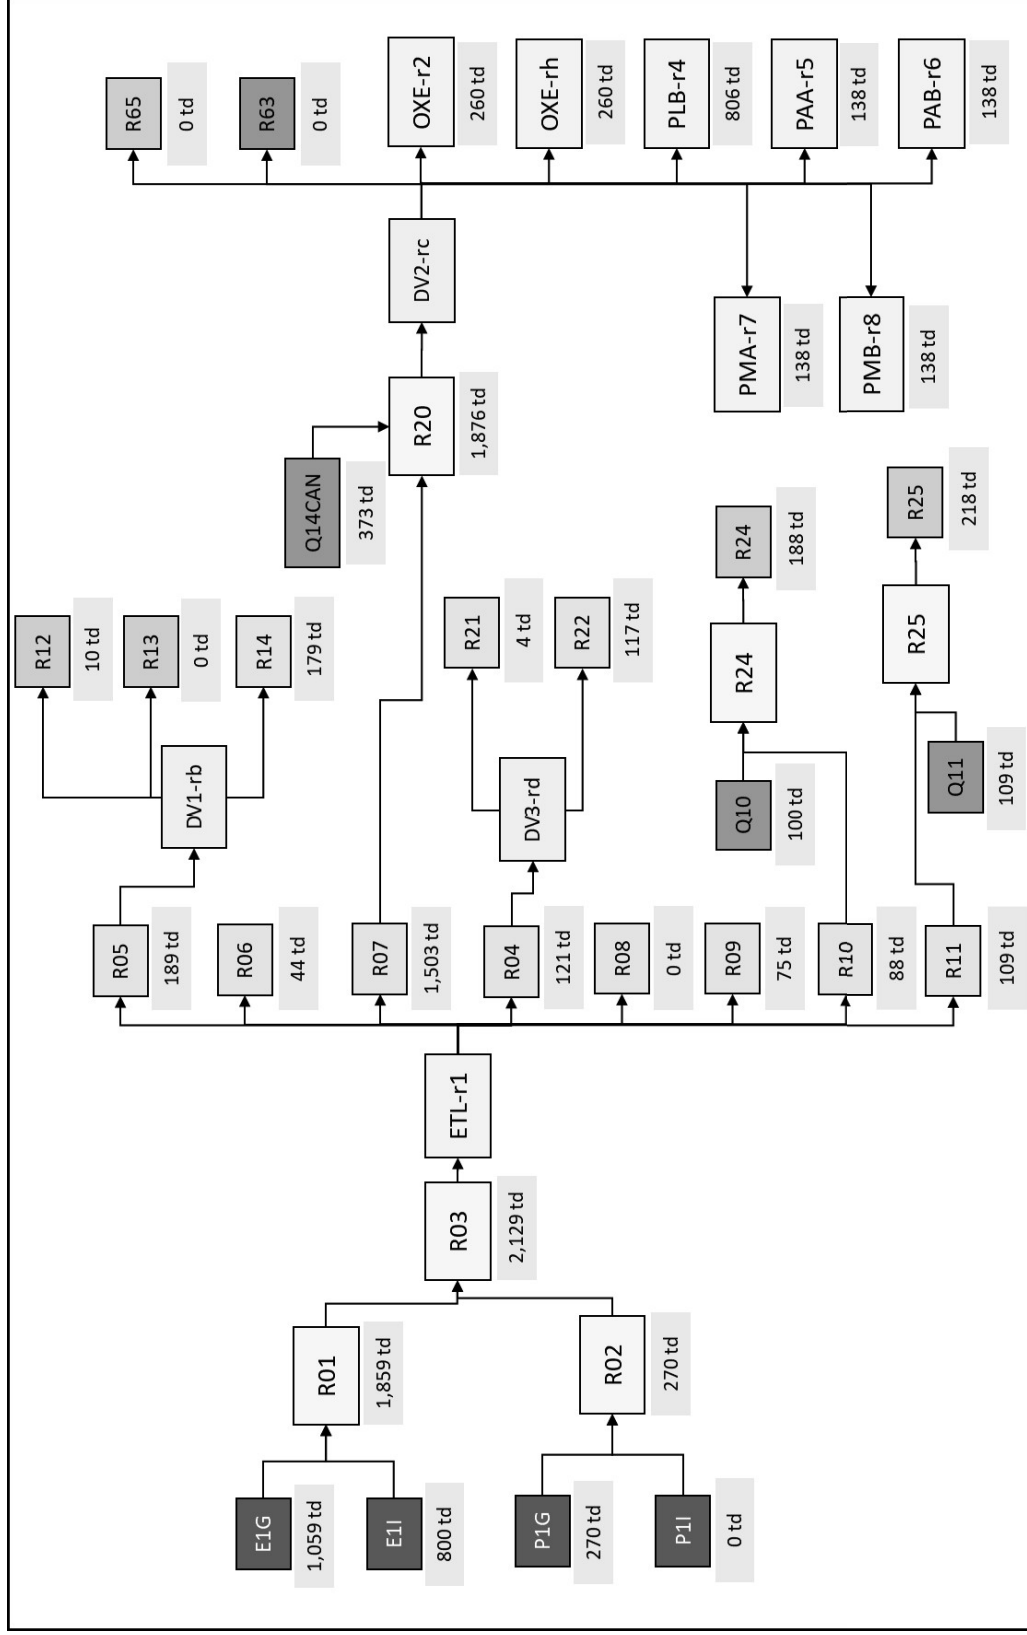 E1G
1,059 td
E1I
800 td
P1G
270 td
P1I
0 td
R01
1,859 td
R02
270 td
R03
2,129 td
ETL-r1
R05
189 td
R06
44 td
R07
1,503 td
R04
121 td
R08
0 td
R09
75 td
R10
88 td
R11
109 td
DV1-rb
DV3-rd
Q10
100 td
Q11
109 td
R12
10 td
R13
0 td
R14
179 td
R21
4 td
R22
117 td
R24
R25
Q14CAN
373 td
R24
188 td
R25
218 td
R20
1,876 td
DV2-rc
PMA-r7
138 td
PMB-r8
138 td
R65
0 td
R63
0 td
OXE-r2
260 td
OXE-rh
260 td
PLB-r4
806 td
PAA-r5
138 td
PAB-r6
138 td